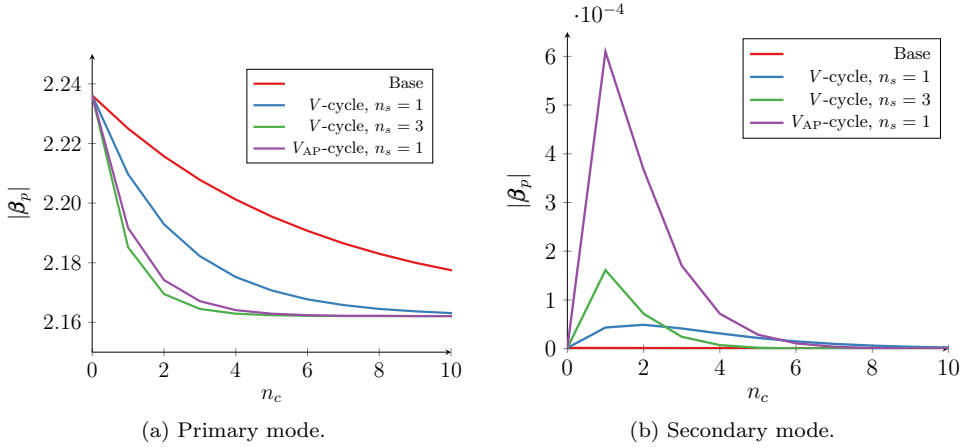 2.24
2.22
2.20
2.18
2.16
|β_p|
0 2 4 6 8 10
n_c
Base
V-cycle, n_s = 1
V-cycle, n_s = 3
V_AP-cycle, n_s = 1
(a) Primary mode.
·10⁻⁴
6
5
4
3
2
1
0
|β_p|
0 2 4 6 8 10
n_c
Base
V-cycle, n_s = 1
V-cycle, n_s = 3
V_AP-cycle, n_s = 1
(b) Secondary mode.